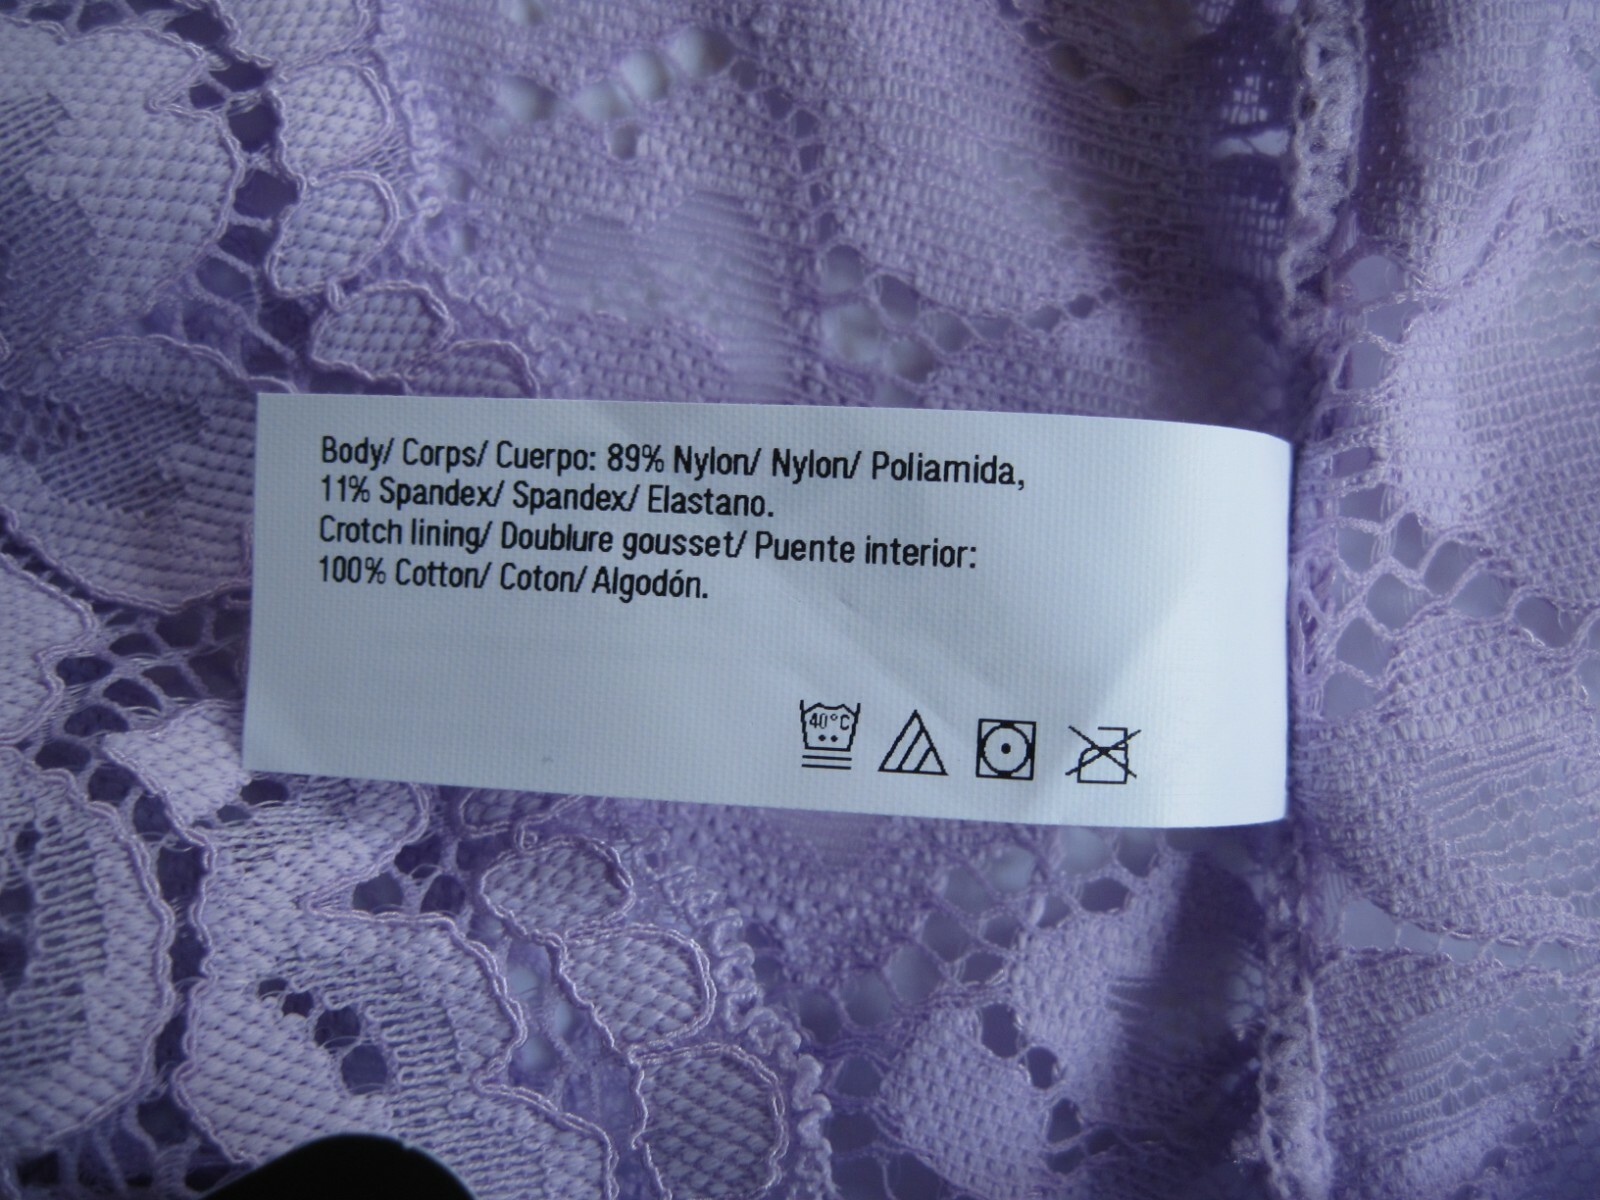 Body/ Corps/ Cuerpo: 89% Nylon/ Nylon/ Poliamida,
11% Spandex/ Spandex/ Elastano.
Crotch lining/ Doublure gousset/ Puente interior:
100% Cotton/ Coton/ Algodón.
40°C